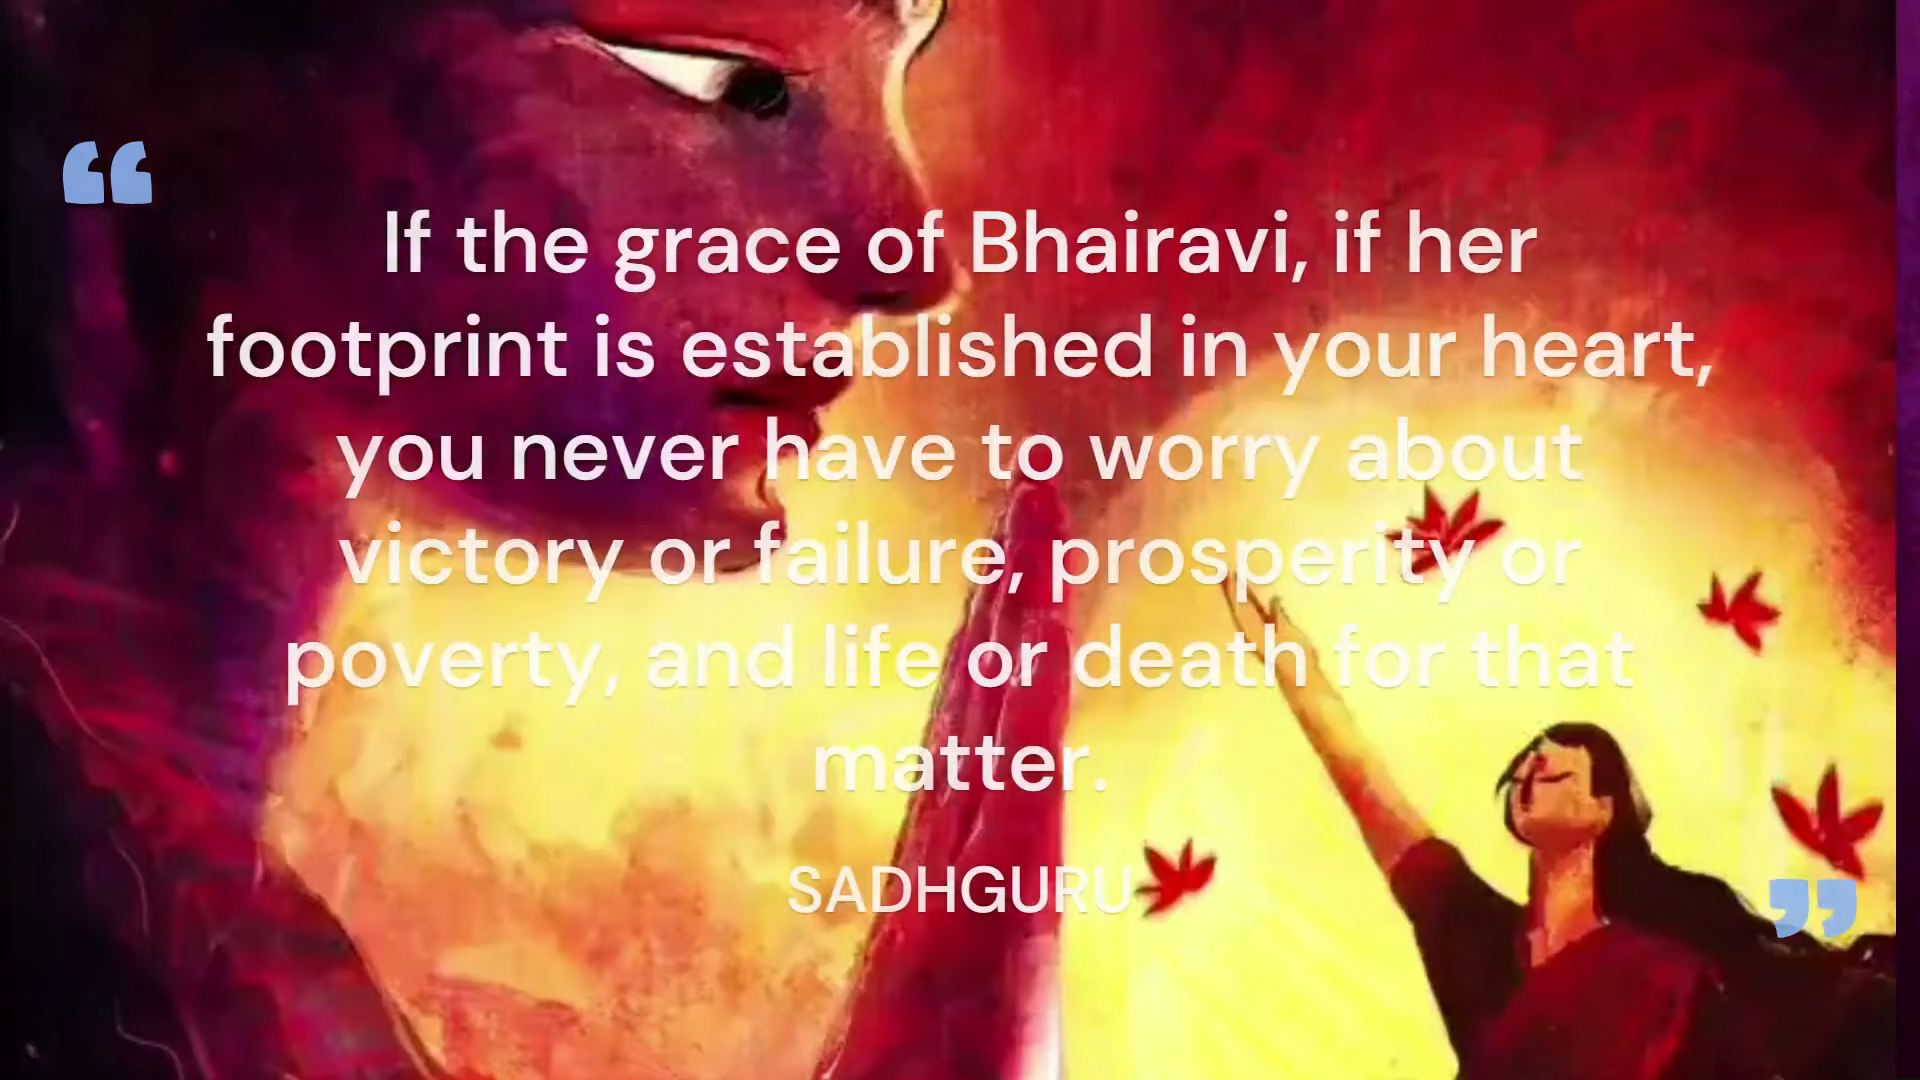 “
If the grace of Bhairavi, if her
footprint is established in your heart,
you never have to worry about
victory or failure, prosperity or
poverty, and life or death for that
matter.
SADHGURU
”